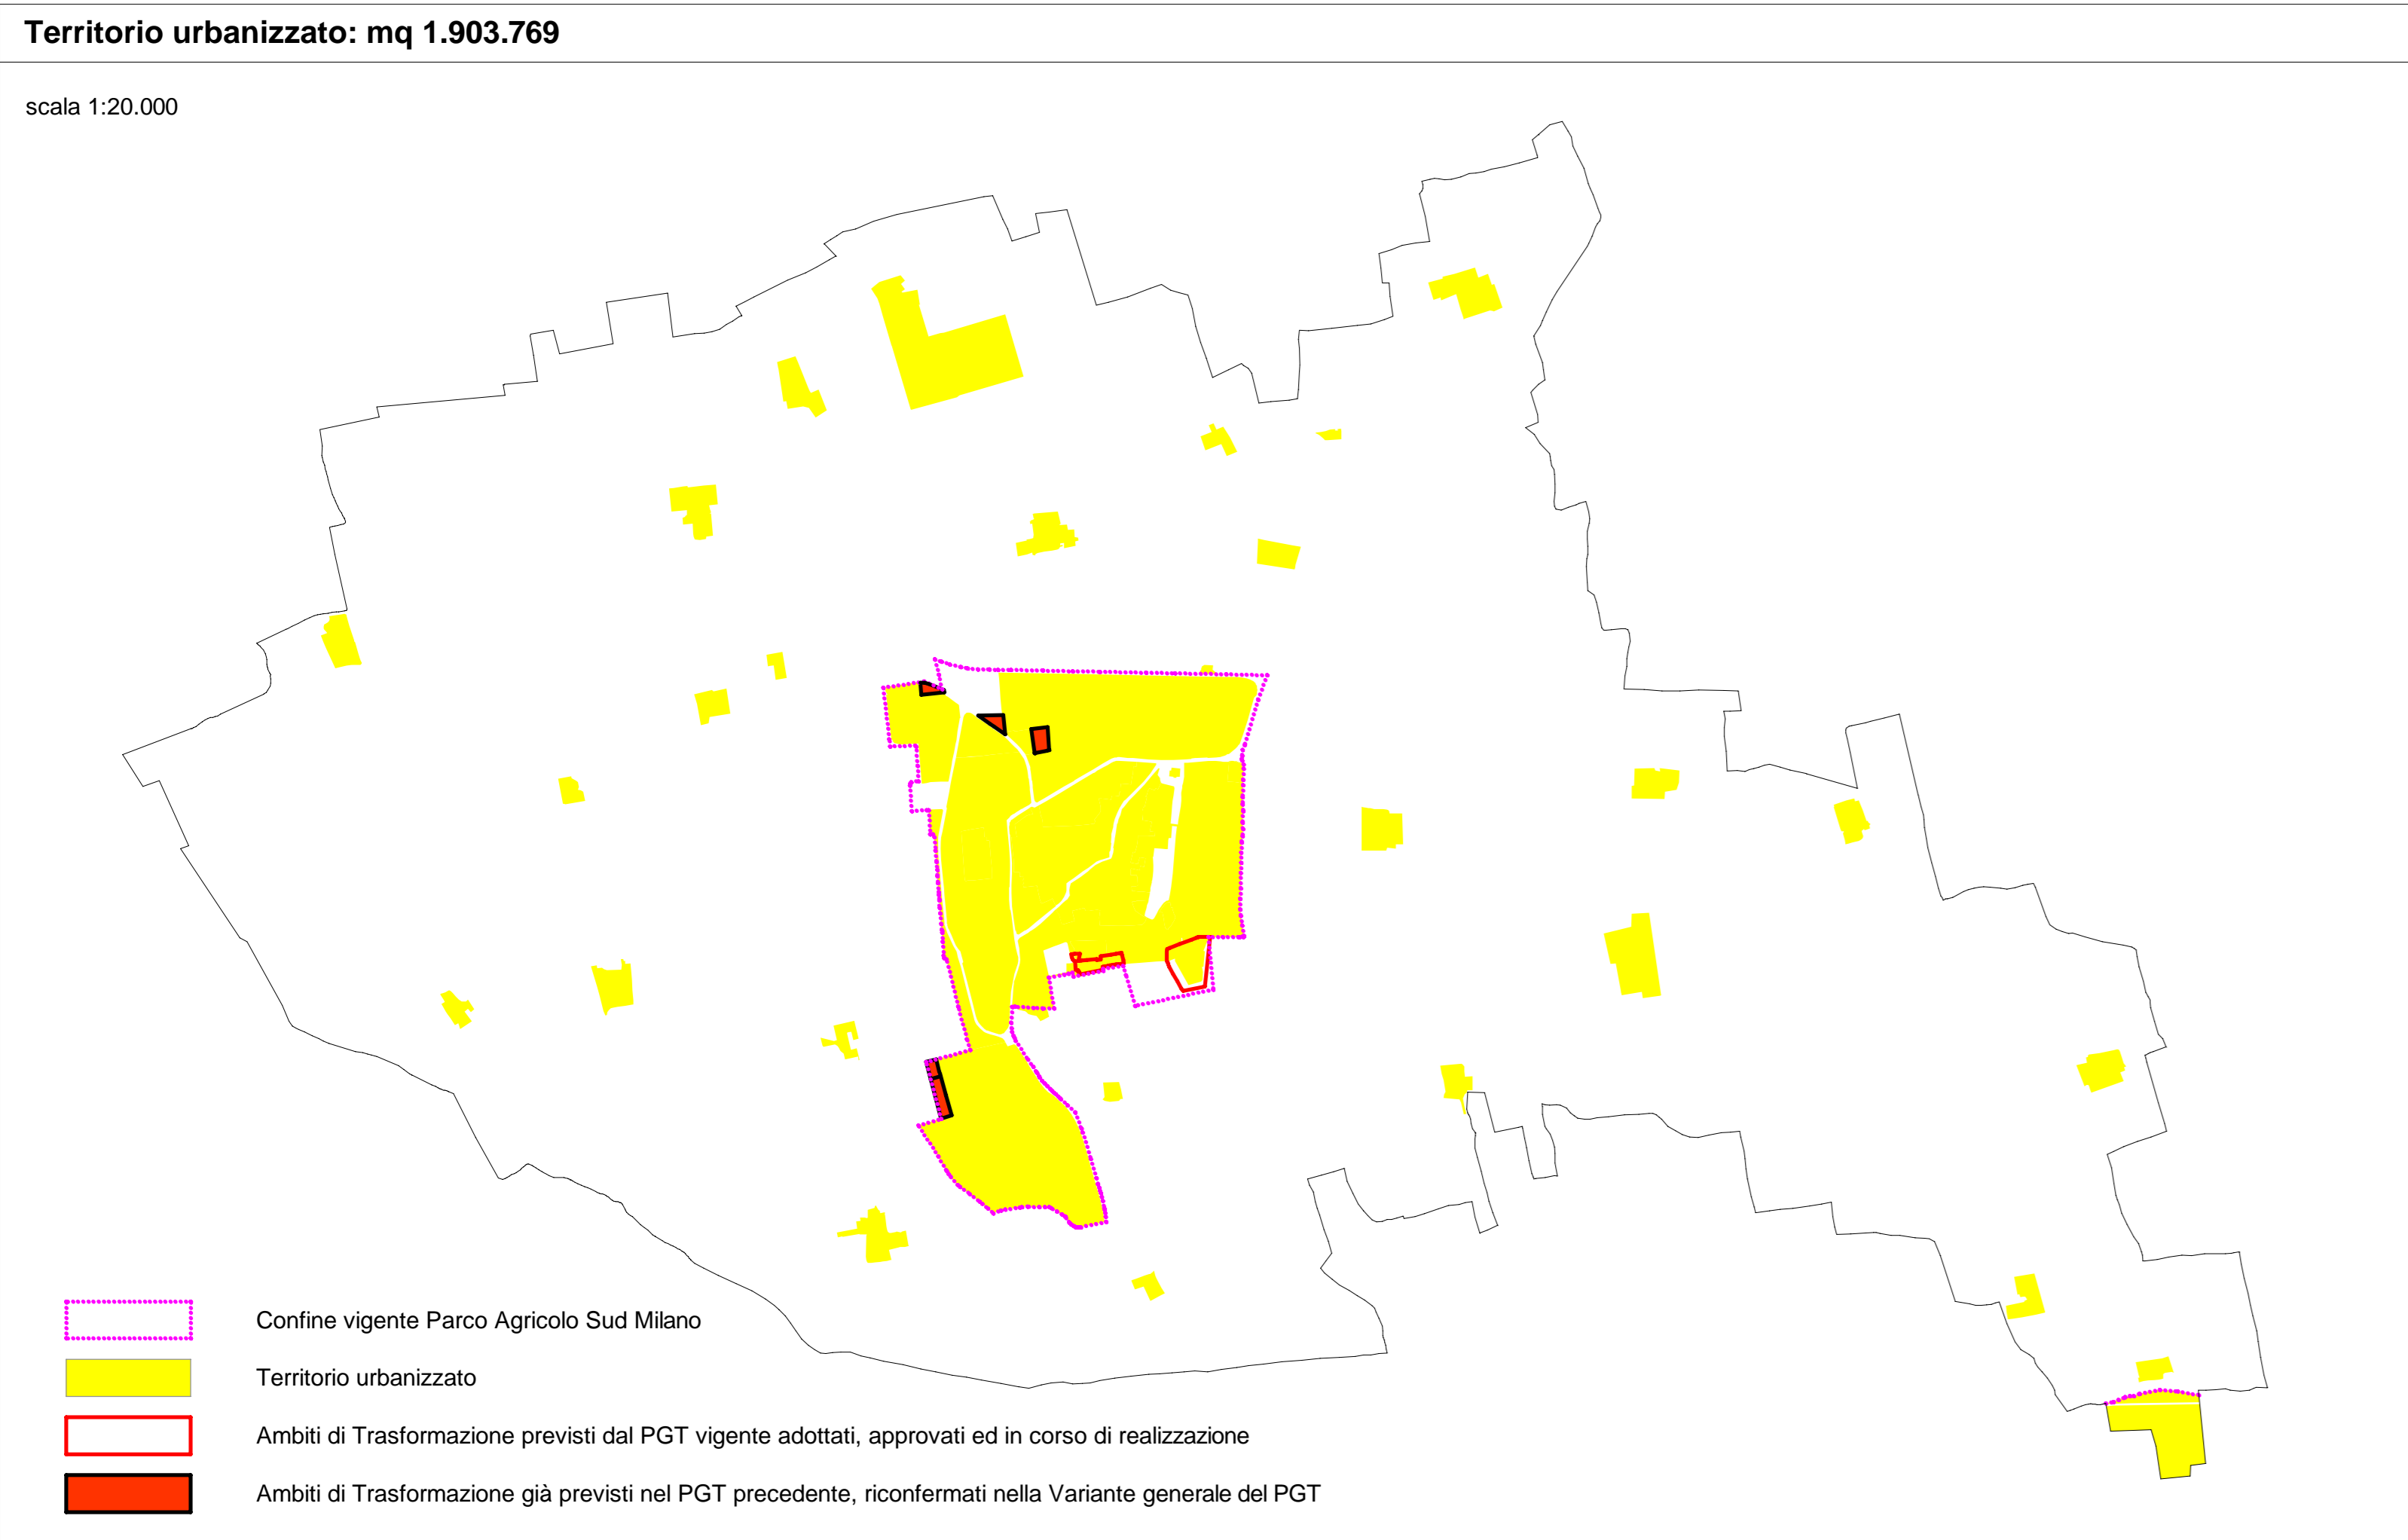 Territorio urbanizzato: mq 1.903.769
scala 1:20.000
Confine vigente Parco Agricolo Sud Milano
Territorio urbanizzato
Ambiti di Trasformazione previsti dal PGT vigente adottati, approvati ed in corso di realizzazione
Ambiti di Trasformazione già previsti nel PGT precedente, riconfermati nella Variante generale del PGT